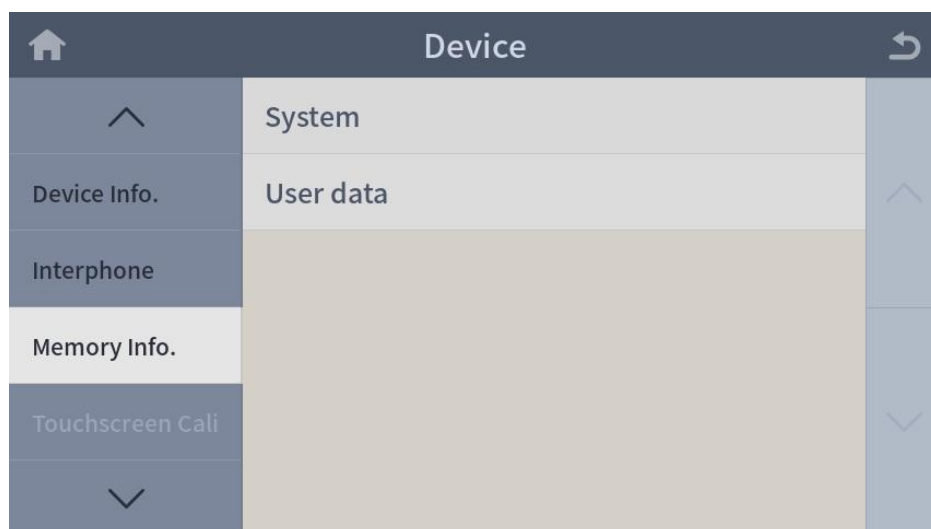 Device
Device Info.
Interphone
Memory Info.
Touchscreen Cali
System
User data